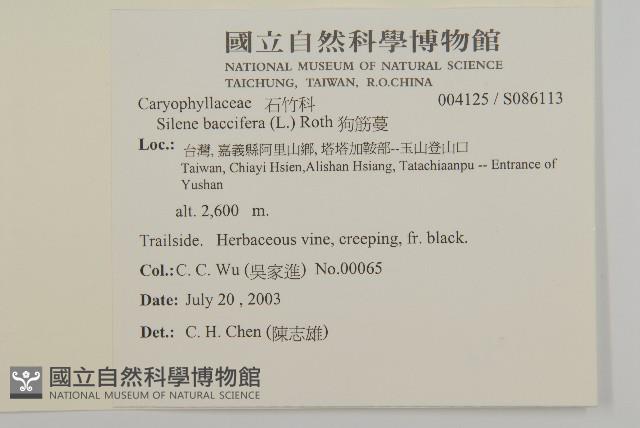 國立自然科學博物館
NATIONAL MUSEUM OF NATURAL SCIENCE
TAICHUNG, TAIWAN, R.O.CHINA
Caryophyllaceae 石竹科 004125 / S086113
Silene baccifera (L.) Roth 狗筋蔓
Loc.: 台灣, 嘉義縣阿里山鄉, 塔塔加鞍部--玉山登山口
Taiwan, Chiayi Hsien,Alishan Hsiang, Tatachiaanpu -- Entrance of
Yushan
alt. 2,600 m.
Trailside. Herbaceous vine, creeping, fr. black.
Col.: C. C. Wu (吳家進) No.00065
Date: July 20 , 2003
Det.: C. H. Chen (陳志雄)
國立自然科學博物館
NATIONAL MUSEUM OF NATURAL SCIENCE